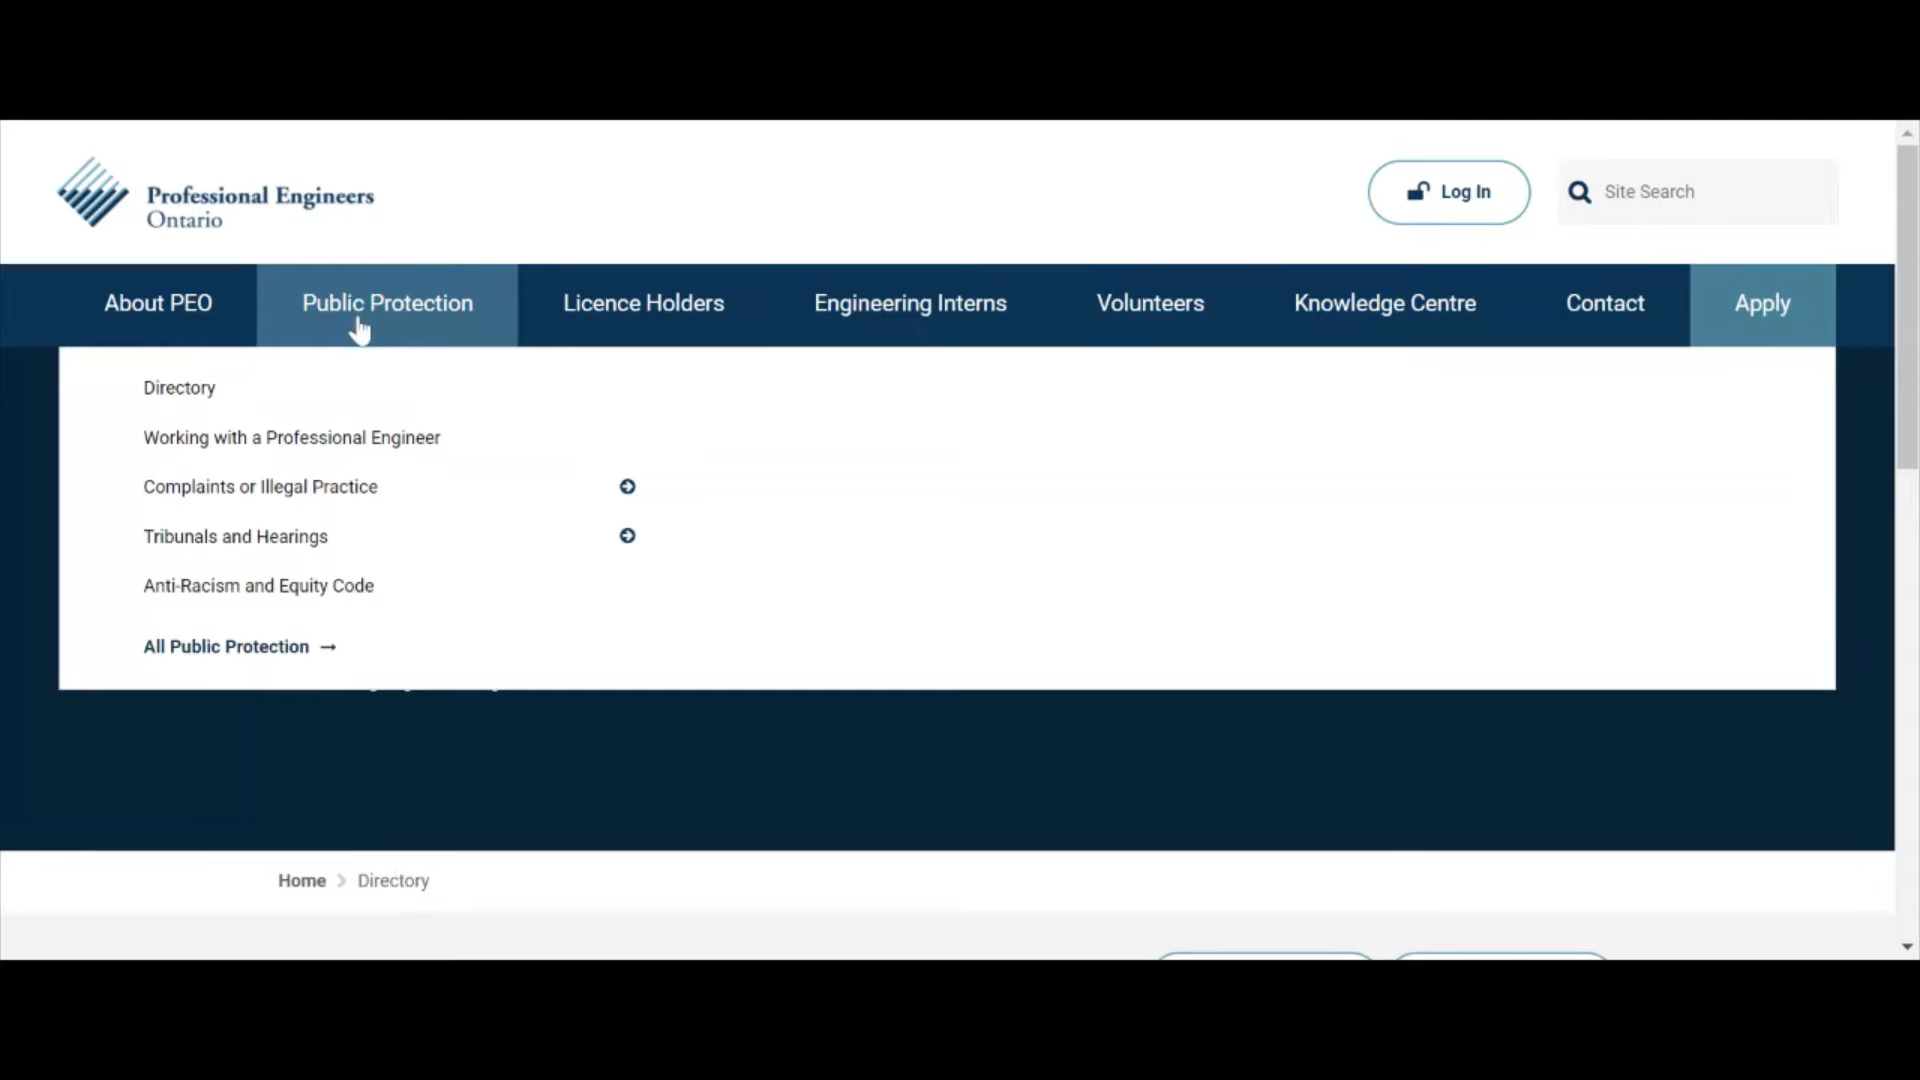 Professional Engineers
Ontario
Log In
Site Search
About PEO
Public Protection
Licence Holders
Engineering Interns
Volunteers
Knowledge Centre
Contact
Apply
Directory
Working with a Professional Engineer
Complaints or Illegal Practice
Tribunals and Hearings
Anti-Racism and Equity Code
All Public Protection →
Home > Directory